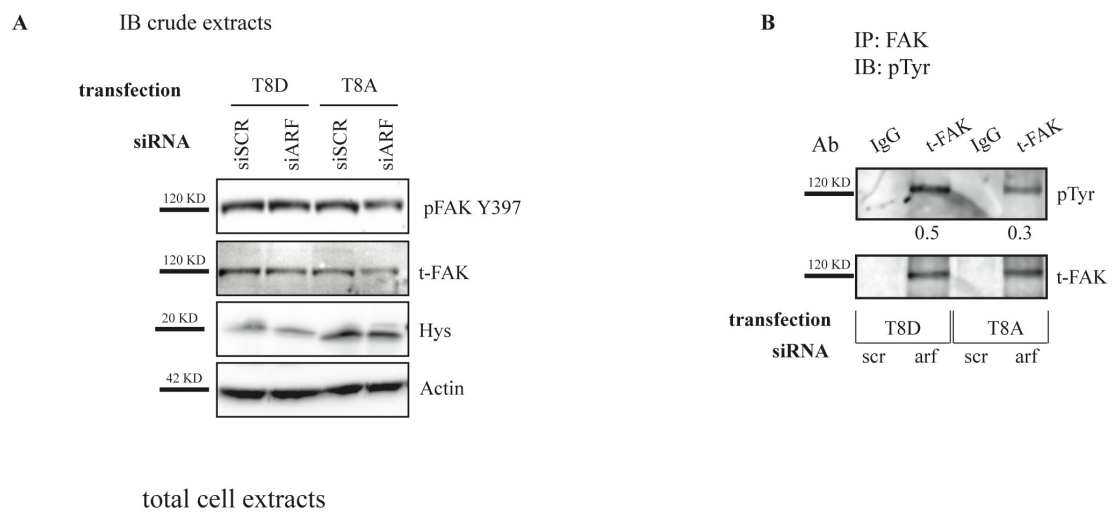 A
IB crude extracts
transfection
T8D
T8A
siRNA
siSCR
siARF
siSCR
siARF
120 KD
pFAK Y397
120 KD
t-FAK
20 KD
Hys
42 KD
Actin
total cell extracts
B
IP: FAK
IB: pTyr
Ab
IgG
t-FAK
IgG
t-FAK
120 KD
pTyr
0.5
0.3
120 KD
t-FAK
transfection
T8D
T8A
siRNA
scr
arf
scr
arf